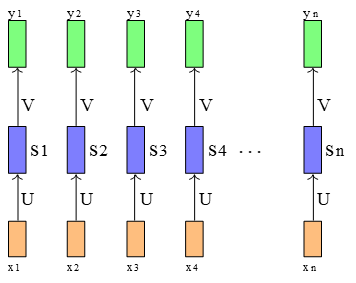 y1 y2 y3 y4 yn
V V V V V
S1 S2 S3 S4 ... Sn
U U U U U
x1 x2 x3 x4 xn